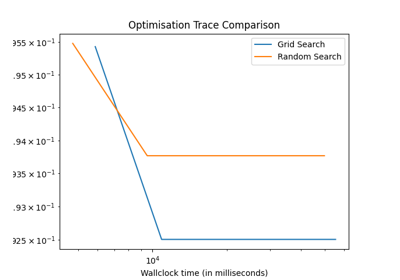 Optimisation Trace Comparison
955 × 10⁻¹
.95 × 10⁻¹
945 × 10⁻¹
.94 × 10⁻¹
935 × 10⁻¹
.93 × 10⁻¹
925 × 10⁻¹
Grid Search
Random Search
10⁴
Wallclock time (in milliseconds)